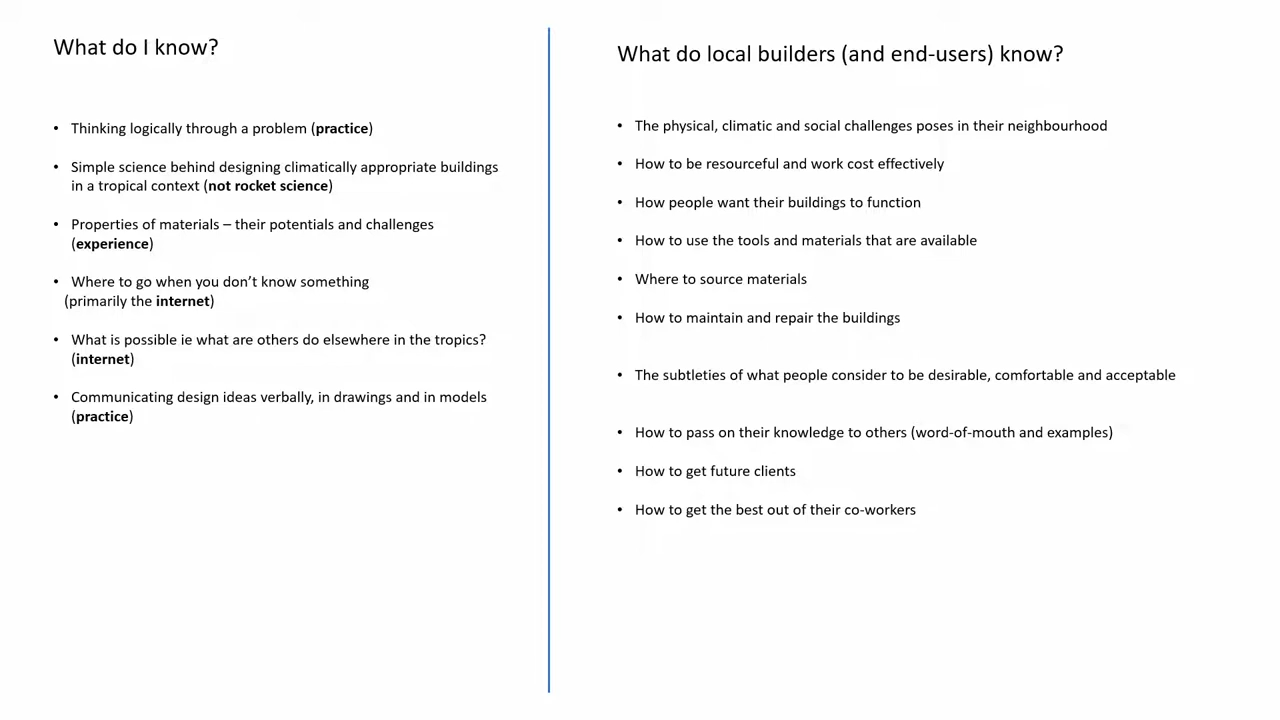 What do I know?
• Thinking logically through a problem (practice)
• Simple science behind designing climatically appropriate buildings
in a tropical context (not rocket science)
• Properties of materials – their potentials and challenges
(experience)
• Where to go when you don’t know something
(primarily the internet)
• What is possible ie what are others do elsewhere in the tropics?
(internet)
• Communicating design ideas verbally, in drawings and in models
(practice)
What do local builders (and end-users) know?
• The physical, climatic and social challenges poses in their neighbourhood
• How to be resourceful and work cost effectively
• How people want their buildings to function
• How to use the tools and materials that are available
• Where to source materials
• How to maintain and repair the buildings
• The subtleties of what people consider to be desirable, comfortable and acceptable
• How to pass on their knowledge to others (word-of-mouth and examples)
• How to get future clients
• How to get the best out of their co-workers